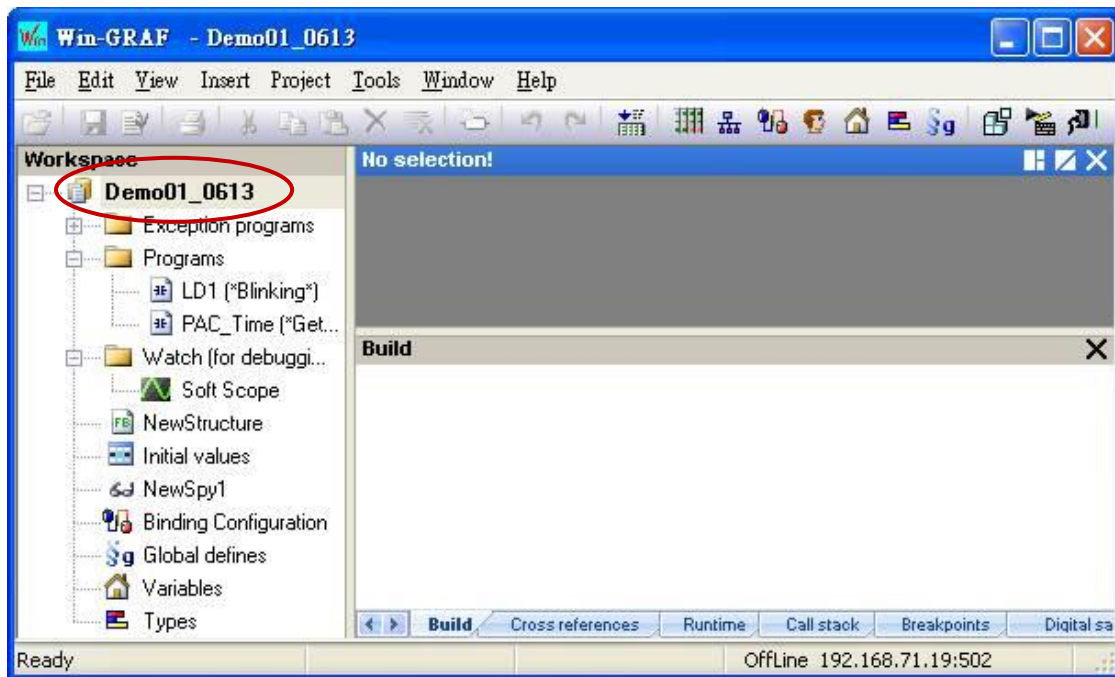 Win-GRAF - Demo01_0613
File Edit View Insert Project Tools Window Help
Workspace
No selection!
Demo01_0613
Exception programs
Programs
LD1 (*Blinking*)
PAC_Time (*Get...
Watch (for debuggi...
Soft Scope
NewStructure
Initial values
NewSpy1
Binding Configuration
Global defines
Variables
Types
Build
Build Cross references Runtime Call stack Breakpoints Digital sa
Ready OffLine 192.168.71.19:502